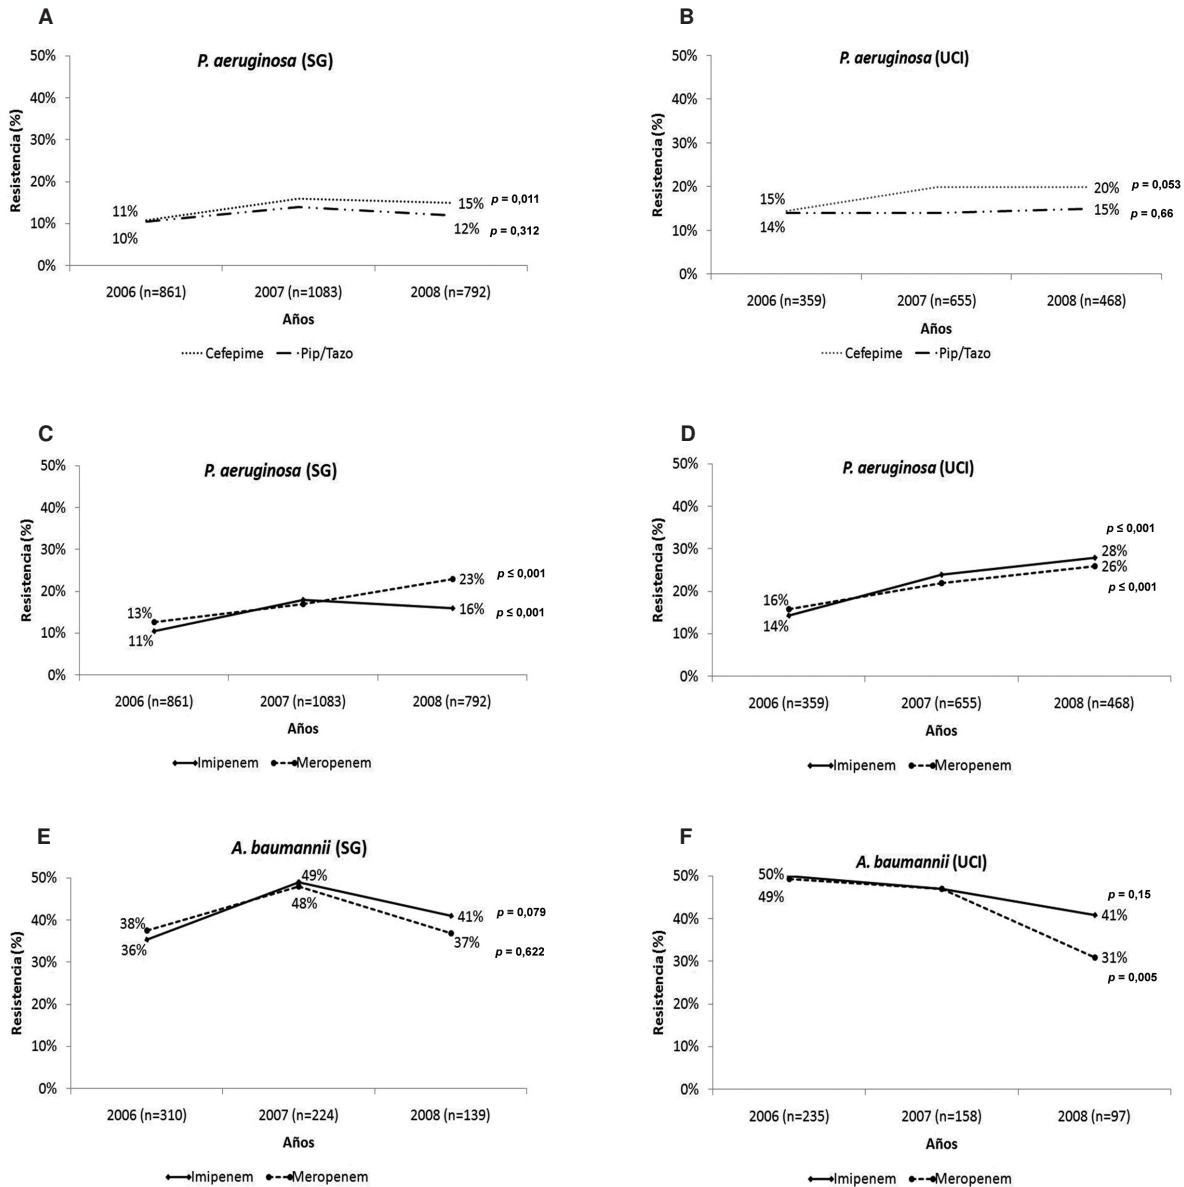 A
P. aeruginosa (SG)
50%
40%
30%
20%
10%
0%
Resistencia (%)
11%
10%
15%
12%
p = 0,011
p = 0,312
2006 (n=861)
2007 (n=1083)
2008 (n=792)
Años
Cefepime
Pip/Tazo
B
P. aeruginosa (UCI)
50%
40%
30%
20%
10%
0%
Resistencia (%)
15%
14%
20%
15%
p = 0,053
p = 0,66
2006 (n=359)
2007 (n=655)
2008 (n=468)
Años
Cefepime
Pip/Tazo
C
P. aeruginosa (SG)
50%
40%
30%
20%
10%
0%
Resistencia (%)
13%
11%
23%
16%
p ≤ 0,001
p ≤ 0,001
2006 (n=861)
2007 (n=1083)
2008 (n=792)
Años
Imipenem
Meropenem
D
P. aeruginosa (UCI)
50%
40%
30%
20%
10%
0%
Resistencia (%)
16%
14%
28%
26%
p ≤ 0,001
p ≤ 0,001
2006 (n=359)
2007 (n=655)
2008 (n=468)
Años
Imipenem
Meropenem
E
A. baumannii (SG)
50%
40%
30%
20%
10%
0%
Resistencia (%)
38%
36%
49%
48%
41%
37%
p = 0,079
p = 0,622
2006 (n=310)
2007 (n=224)
2008 (n=139)
Años
Imipenem
Meropenem
F
A. baumannii (UCI)
50%
40%
30%
20%
10%
0%
Resistencia (%)
50%
49%
41%
31%
p = 0,15
p = 0,005
2006 (n=235)
2007 (n=158)
2008 (n=97)
Años
Imipenem
Meropenem